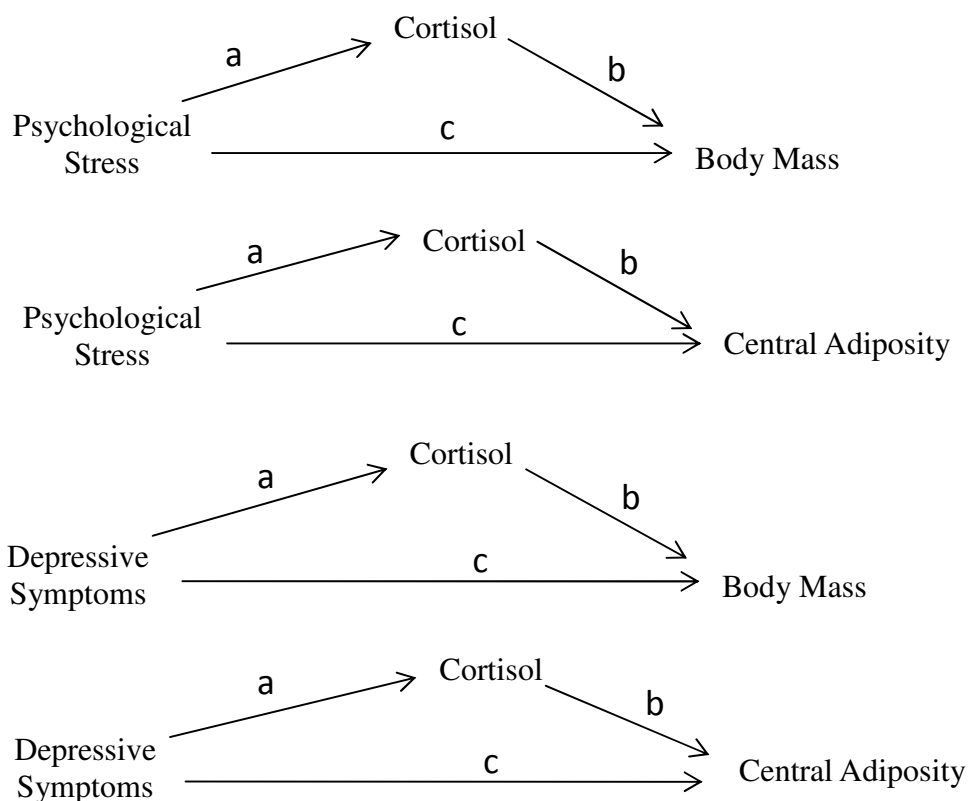 Cortisol
a
b
Psychological
Stress
c
Body Mass
Cortisol
a
b
Psychological
Stress
c
Central Adiposity
Cortisol
a
b
Depressive
Symptoms
c
Body Mass
Cortisol
a
b
Depressive
Symptoms
c
Central Adiposity